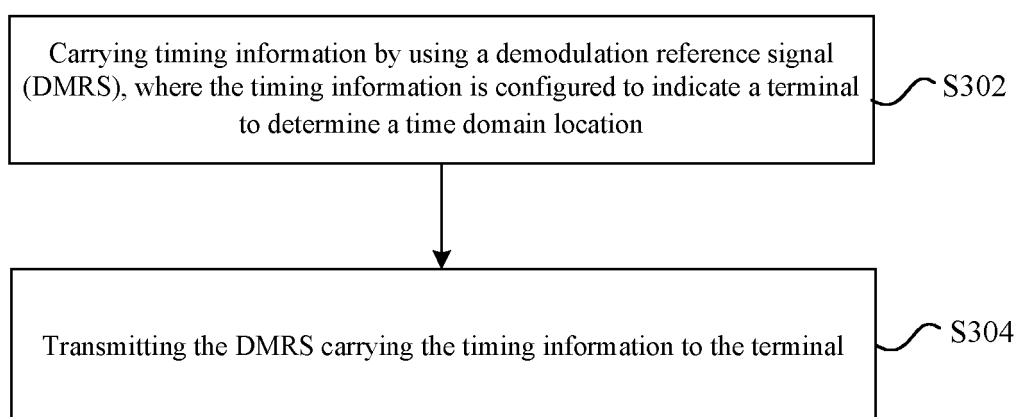 Carrying timing information by using a demodulation reference signal
(DMRS), where the timing information is configured to indicate a terminal
to determine a time domain location
S302
Transmitting the DMRS carrying the timing information to the terminal
S304